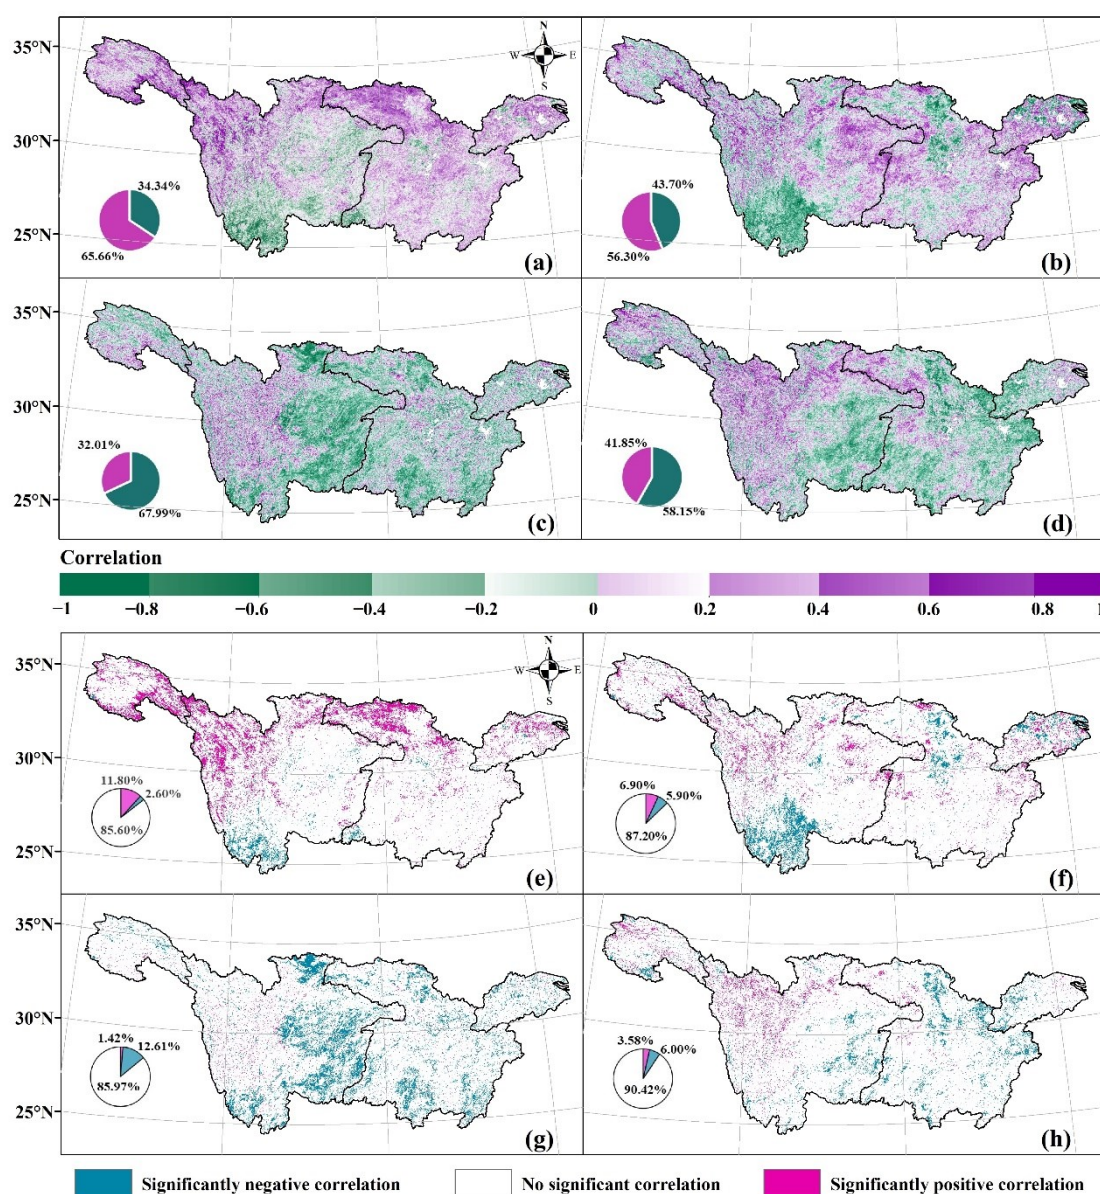 N
W E
S
35°N
30°N
25°N
34.34%
65.66%
(a)
43.70%
56.30%
(b)
35°N
30°N
25°N
32.01%
67.99%
(c)
41.85%
58.15%
(d)
Correlation
−1 −0.8 −0.6 −0.4 −0.2 0 0.2 0.4 0.6 0.8 1
N
W E
S
35°N
30°N
25°N
11.80%
2.60%
85.60%
(e)
6.90%
5.90%
87.20%
(f)
35°N
30°N
25°N
1.42%
12.61%
85.97%
(g)
3.58%
6.00%
90.42%
(h)
Significantly negative correlation No significant correlation Significantly positive correlation